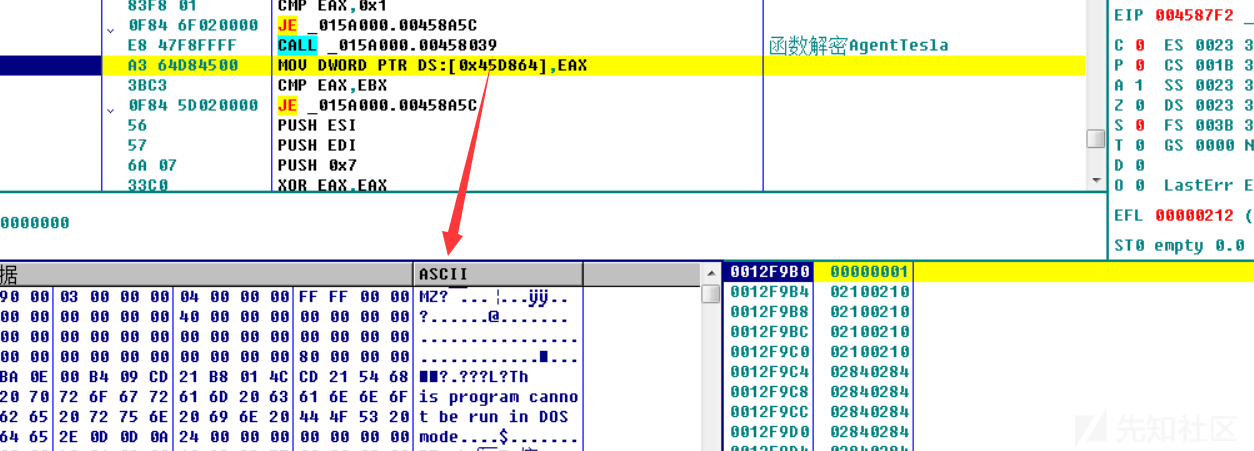 83F8 01 CMP EAX,0x1
0F84 6F020000 JE _015A000.00458A5C
E8 47F8FFFF CALL _015A000.00458039 函数解密AgentTesla
A3 64D84500 MOV DWORD PTR DS:[0x45D864],EAX
3BC3 CMP EAX,EBX
0F84 5D020000 JE _015A000.00458A5C
56 PUSH ESI
57 PUSH EDI
6A 07 PUSH 0x7
33C0 XOR EAX,EAX
EIP 004587F2 _
C 0 ES 0023 3
P 0 CS 001B 3
A 1 SS 0023 3
Z 0 DS 0023 3
S 0 FS 003B 3
T 0 GS 0000 N
D 0
O 0 LastErr E
EFL 00000212 (
ST0 empty 0.0
0000000
据 ASCII
90 00 03 00 00 00 04 00 00 00 FF FF 00 00 MZ? ... ¦...ÿÿ..
00 00 00 00 00 00 40 00 00 00 00 00 00 00 ?......@.......
00 00 00 00 00 00 00 00 00 00 00 00 00 00 ................
00 00 00 00 00 00 00 00 00 00 80 00 00 00 ............■...
BA 0E 00 B4 09 CD 21 B8 01 4C CD 21 54 68 ■■?.???L?Th
20 70 72 6F 67 72 61 6D 20 63 61 6E 6E 6F is program canno
62 65 20 72 75 6E 20 69 6E 20 44 4F 53 20 t be run in DOS
64 65 2E 0D 0D 0A 24 00 00 00 00 00 00 00 mode....$.......
0012F9B0 00000001
0012F9B4 02100210
0012F9B8 02100210
0012F9BC 02100210
0012F9C0 02100210
0012F9C4 02840284
0012F9C8 02840284
0012F9CC 02840284
0012F9D0 02840284
0012F9D4 02840284
先知社区